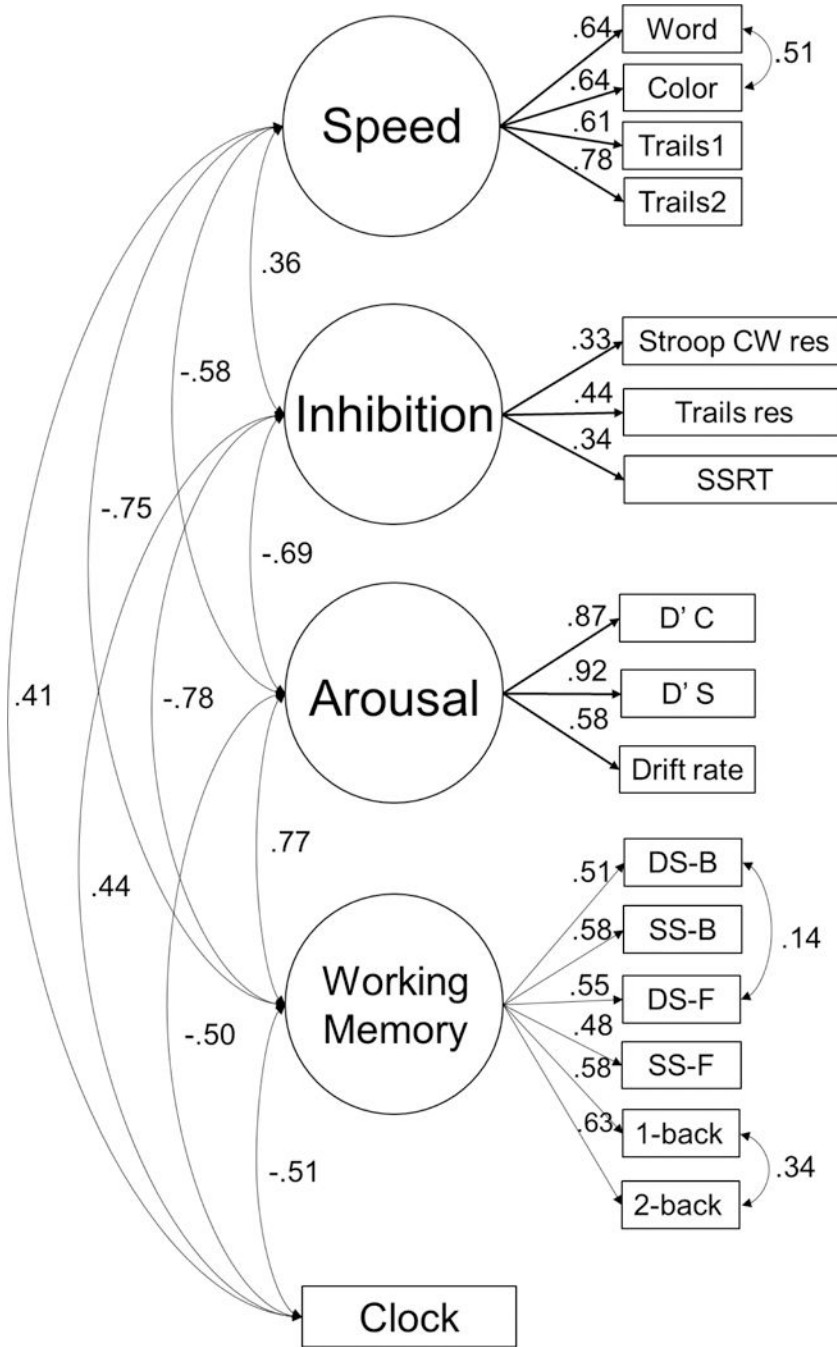 .64
Word
.51
.64
Color
Speed
.61
Trails1
.78
Trails2
.36
.33
Stroop CW res
-.58
.44
Inhibition
Trails res
.34
SSRT
-.75
-.69
.87
D' C
.92
.41
-.78
Arousal
D' S
.58
Drift rate
.77
.51
DS-B
.44
.58
SS-B
.14
Working
Memory
.55
DS-F
-.50
.48
SS-F
.58
1-back
.63
-.51
.34
2-back
Clock